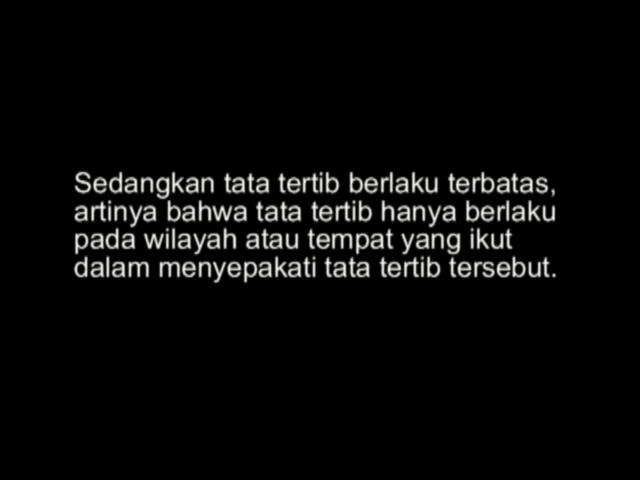 Sedangkan tata tertib berlaku terbatas,
artinya bahwa tata tertib hanya berlaku
pada wilayah atau tempat yang ikut
dalam menyepakati tata tertib tersebut.